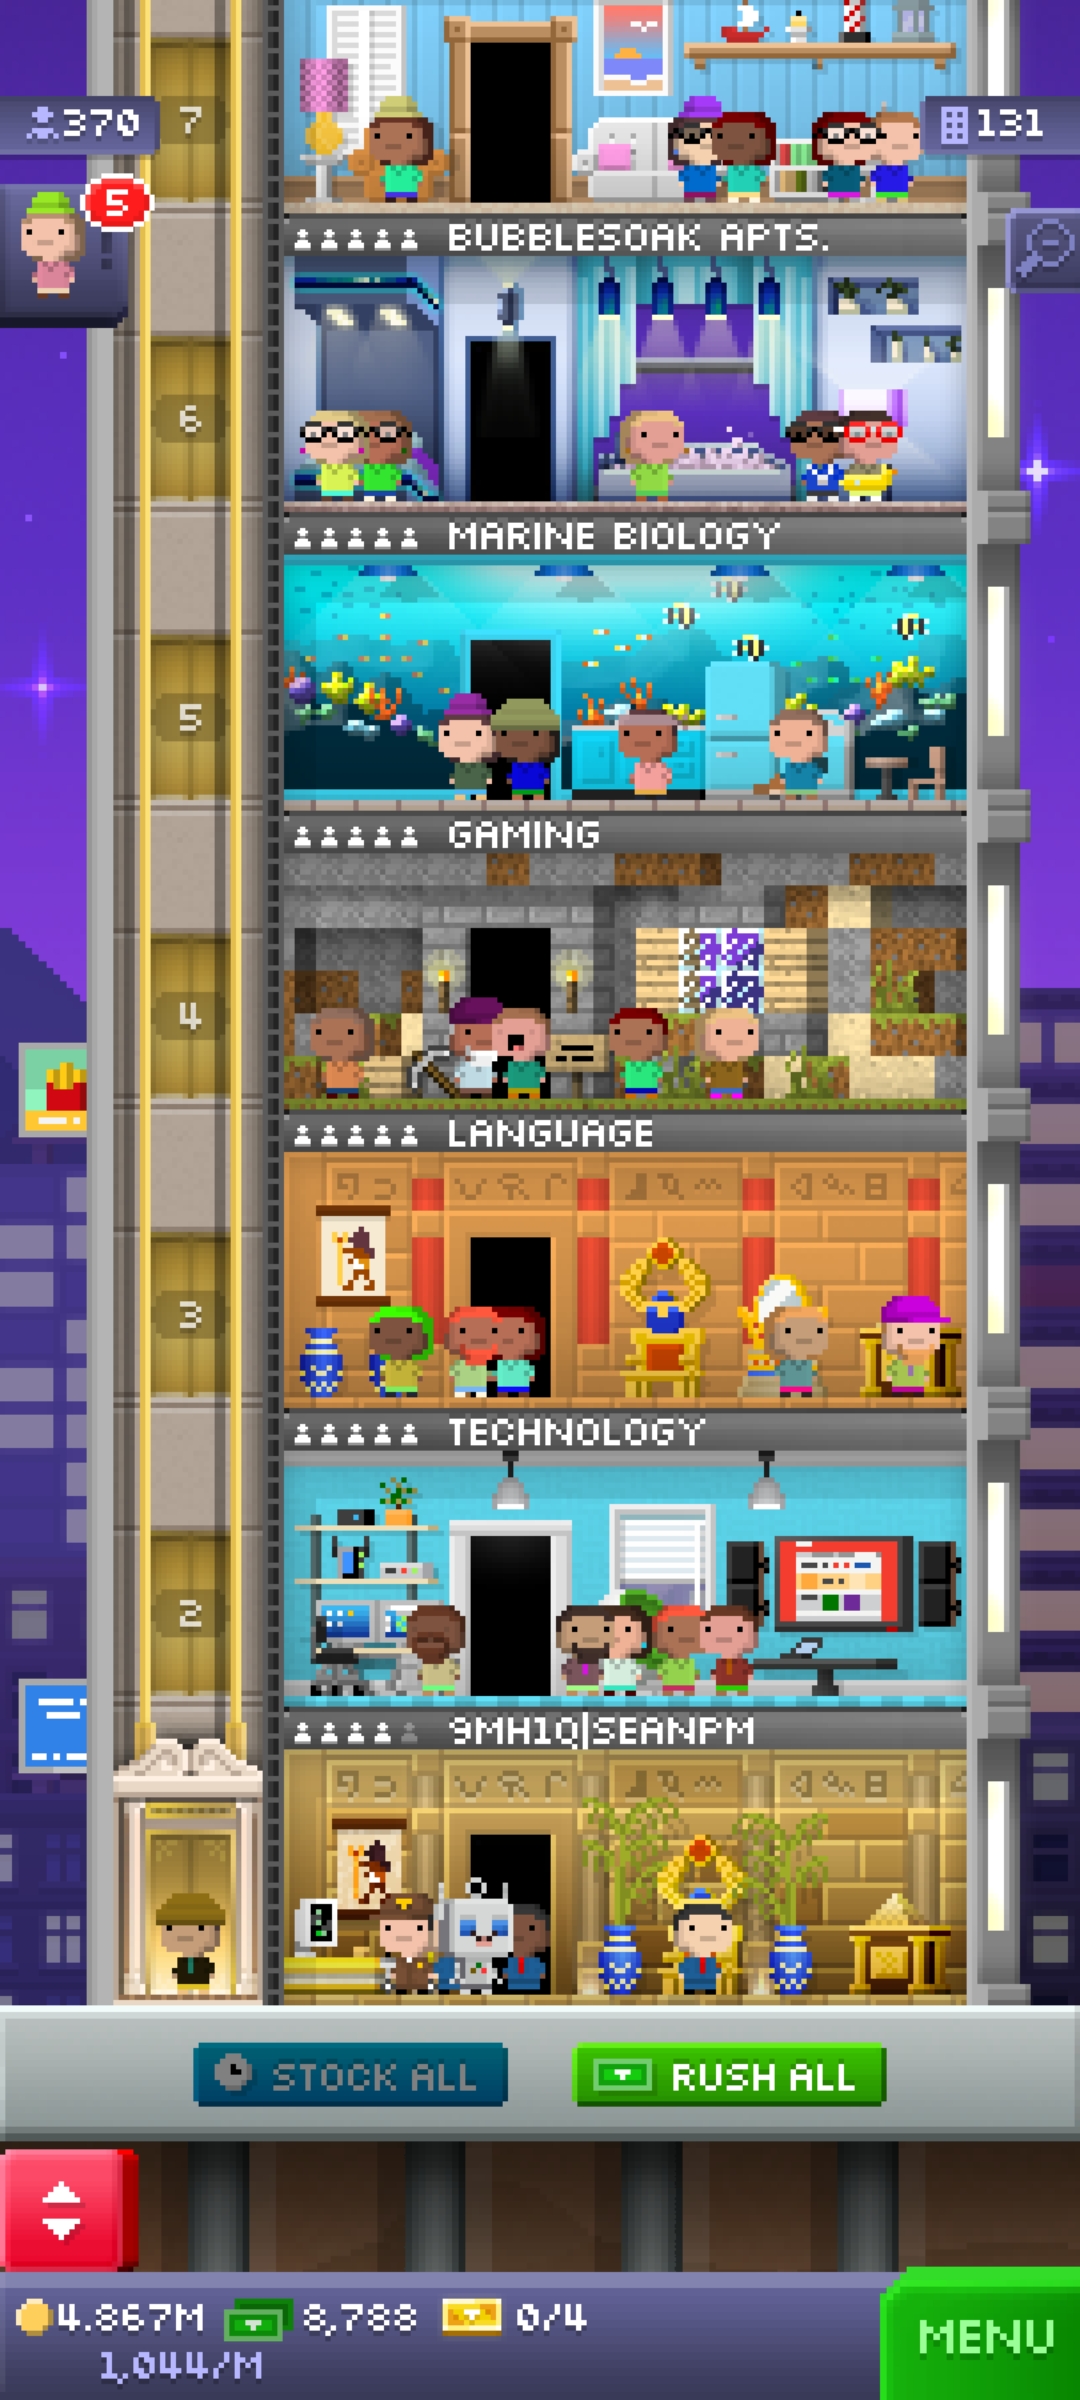 370
7
131
5
BUBBLESOAK APTS.
6
MARINE BIOLOGY
5
GAMING
4
LANGUAGE
3
TECHNOLOGY
2
9MH1Q|SEANPM
STOCK ALL
RUSH ALL
4.867M 8,788 0/4
1,044/M
MENU